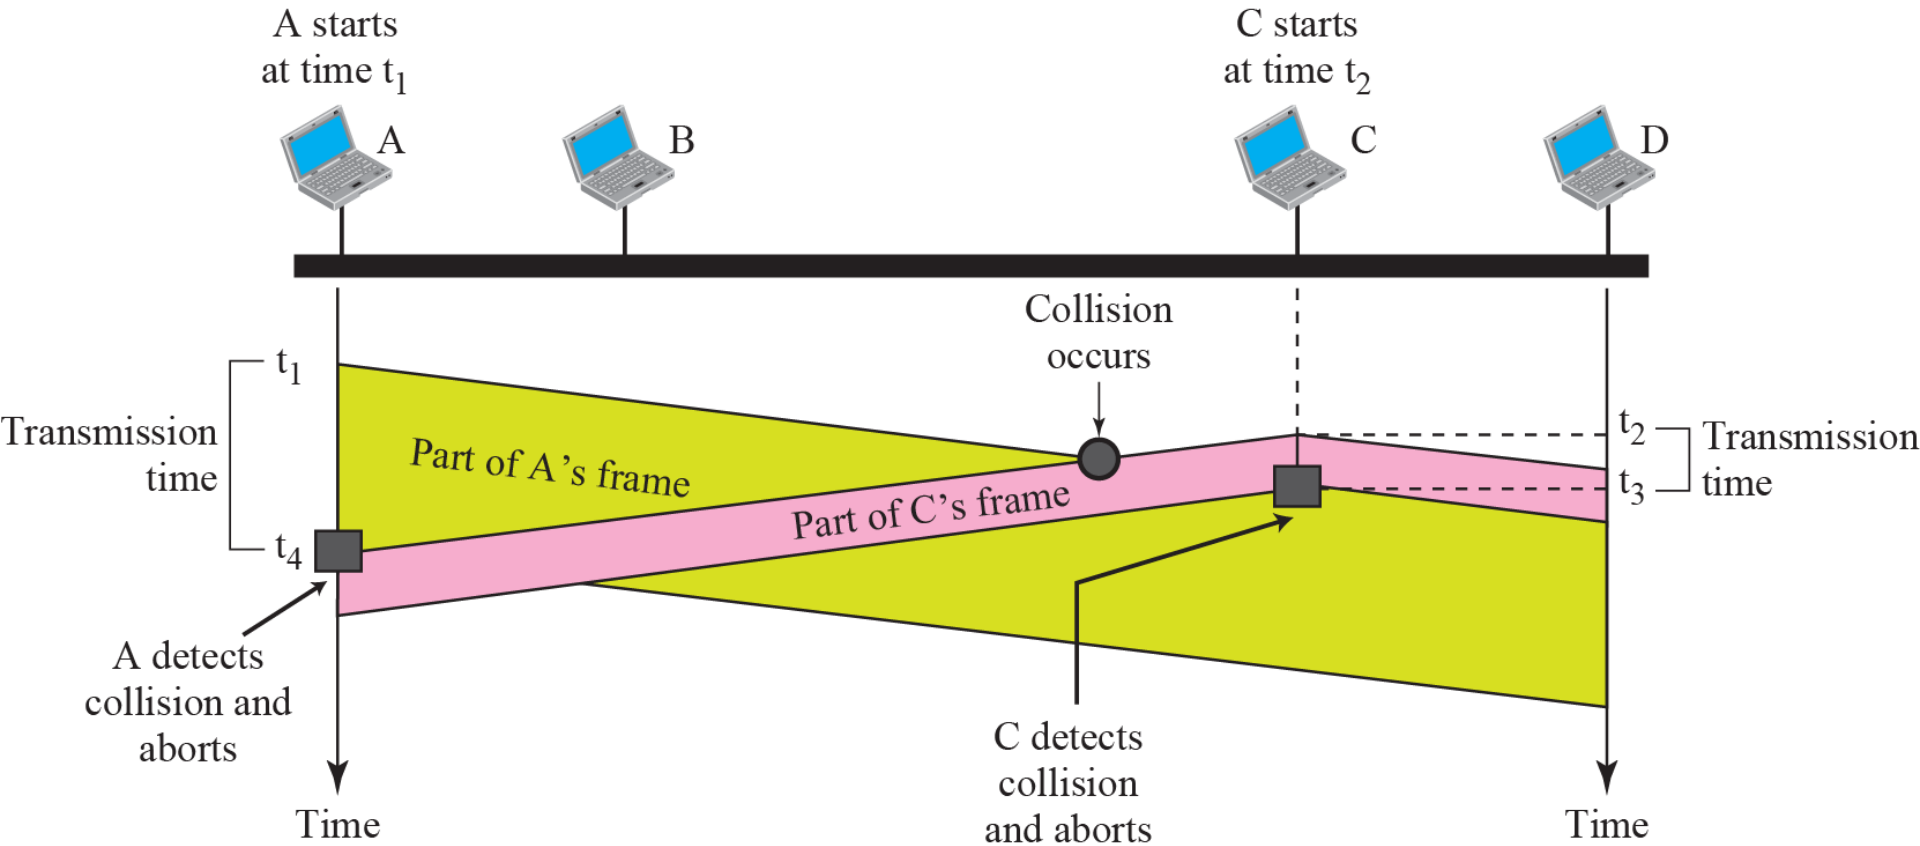 A starts
at time t1
C starts
at time t2
A
B
C
D
Collision
occurs
t1
t2
Transmission
time
Part of A's frame
Transmission
time
t3
Part of C's frame
t4
A detects
collision and
aborts
C detects
collision
and aborts
Time
Time